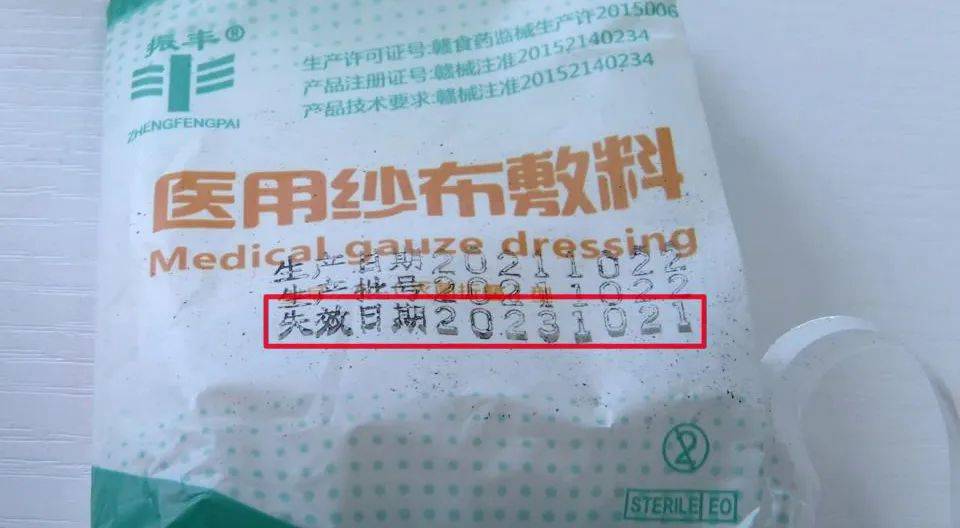 振丰®
ZHENGFENGPAI
生产许可证号:赣食药监械生产许2015006
产品注册证号:赣械注准20152140234
产品技术要求:赣械注准20152140234
医用纱布敷料
Medical gauze dressing
生产日期20211022
生产批号20211022
失效日期20231021
2
STERILE EO